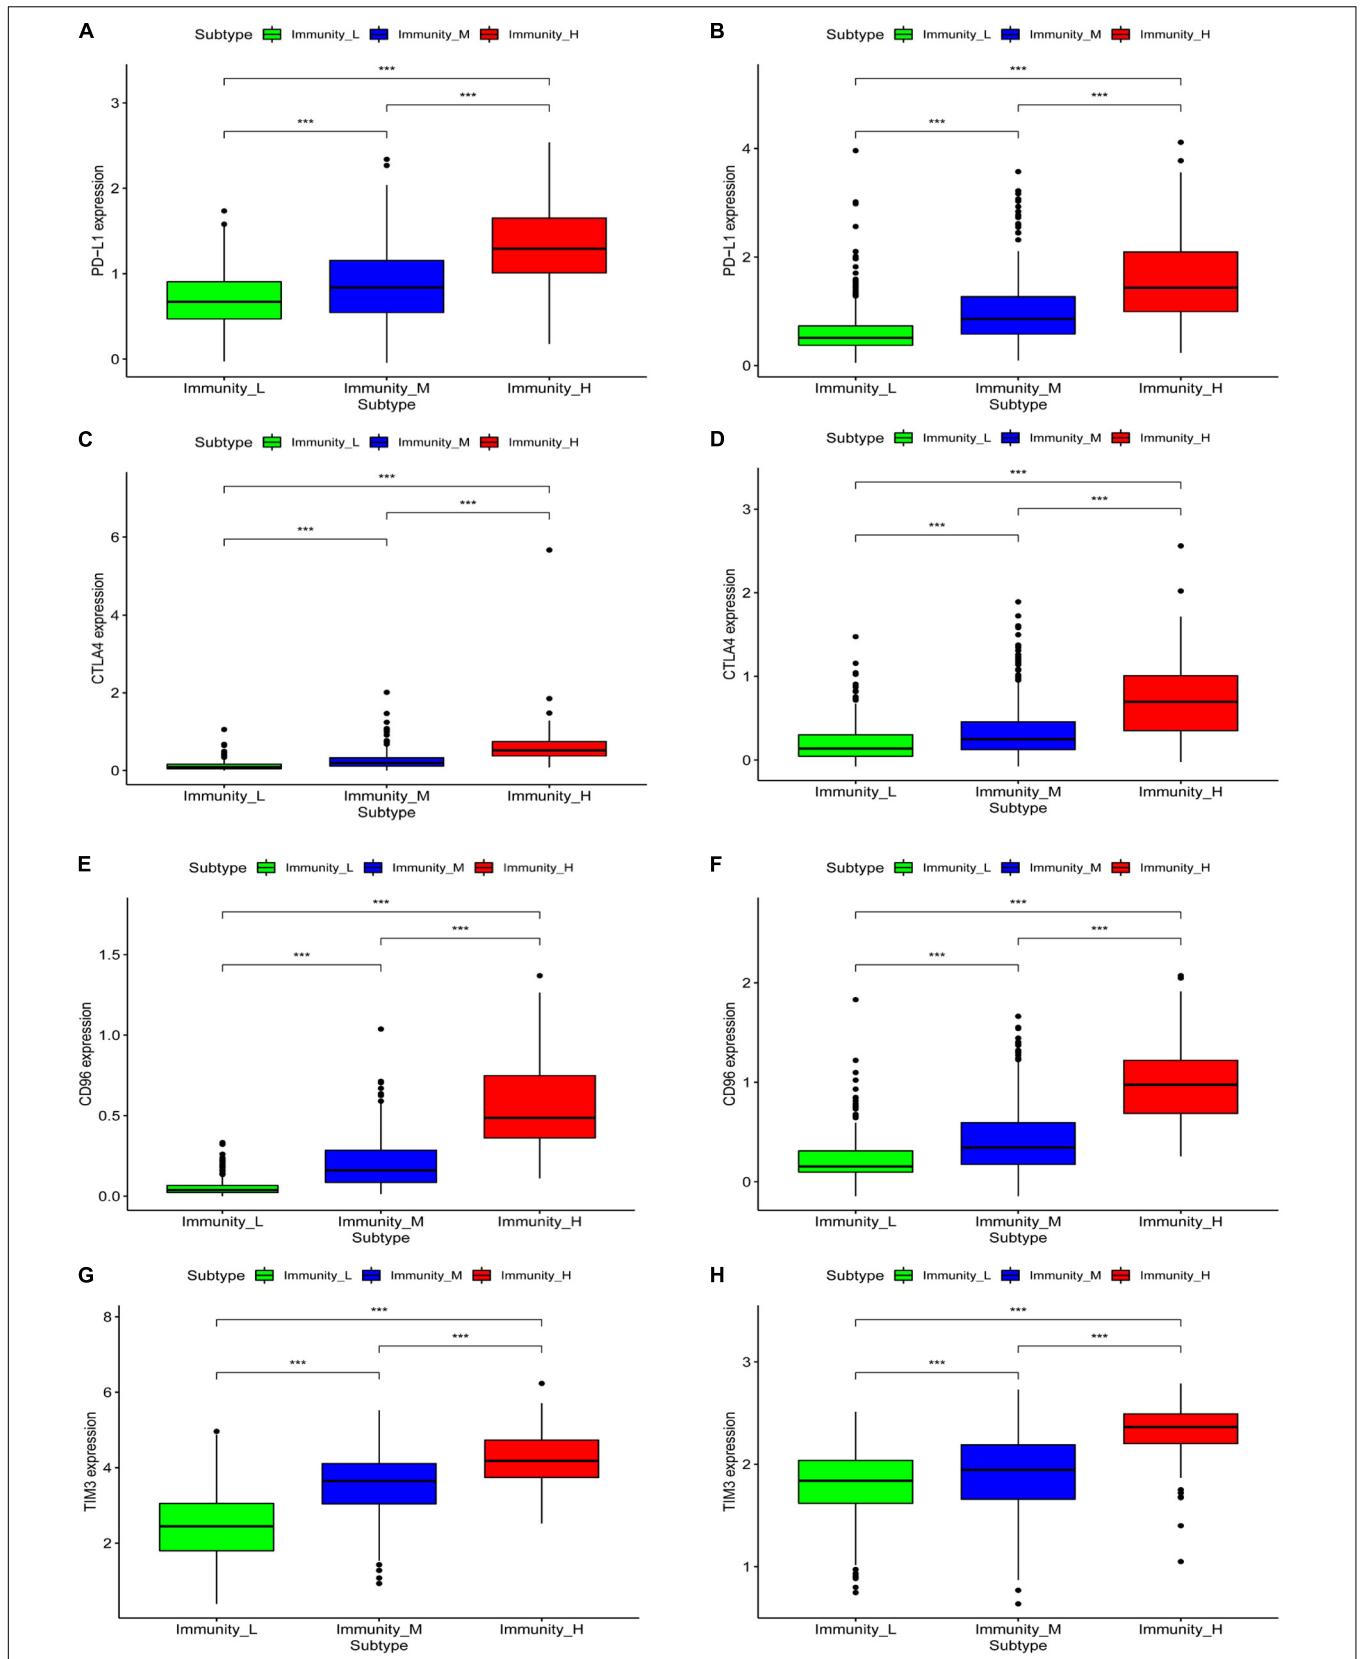 A
Subtype Immunity_L Immunity_M Immunity_H
***
***
***
3
2
1
0
PD-L1 expression
Immunity_L Immunity_M Immunity_H
Subtype
B
Subtype Immunity_L Immunity_M Immunity_H
***
***
***
4
2
0
PD-L1 expression
Immunity_L Immunity_M Immunity_H
Subtype
C
Subtype Immunity_L Immunity_M Immunity_H
***
***
***
6
4
2
0
CTLA4 expression
Immunity_L Immunity_M Immunity_H
Subtype
D
Subtype Immunity_L Immunity_M Immunity_H
***
***
***
3
2
1
0
CTLA4 expression
Immunity_L Immunity_M Immunity_H
Subtype
E
Subtype Immunity_L Immunity_M Immunity_H
***
***
***
1.5
1.0
0.5
0.0
CD96 expression
Immunity_L Immunity_M Immunity_H
Subtype
F
Subtype Immunity_L Immunity_M Immunity_H
***
***
***
2
1
0
CD96 expression
Immunity_L Immunity_M Immunity_H
Subtype
G
Subtype Immunity_L Immunity_M Immunity_H
***
***
***
8
6
4
2
TIM3 expression
Immunity_L Immunity_M Immunity_H
Subtype
H
Subtype Immunity_L Immunity_M Immunity_H
***
***
***
3
2
1
TIM3 expression
Immunity_L Immunity_M Immunity_H
Subtype